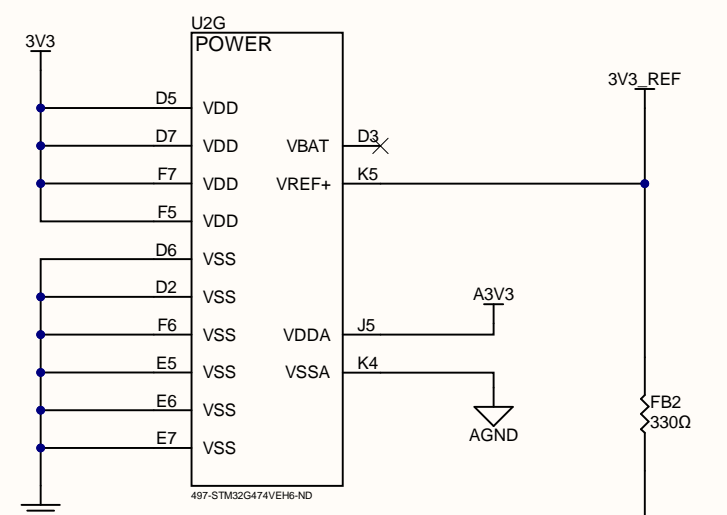 U2G
POWER
3V3
3V3_REF
D5 VDD
D7 VDD
VBAT D3
F7 VDD
VREF+ K5
F5 VDD
D6 VSS
D2 VSS
A3V3
F6 VSS
VDDA J5
E5 VSS
VSSA K4
E6 VSS
FB2
330Ω
AGND
E7 VSS
497-STM32G474VEH6-ND